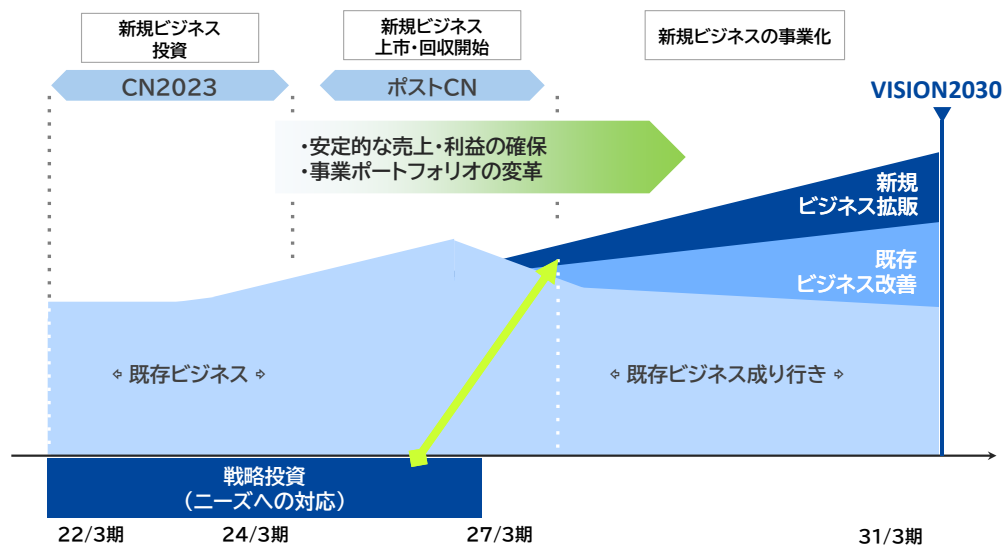 新規ビジネス
投資
新規ビジネス
上市・回収開始
新規ビジネスの事業化
CN2023
ポストCN
VISION2030
・安定的な売上・利益の確保
・事業ポートフォリオの変革
新規
ビジネス拡販
既存
ビジネス改善
既存ビジネス
既存ビジネス成り行き
戦略投資
(ニーズへの対応)
22/3期
24/3期
27/3期
31/3期